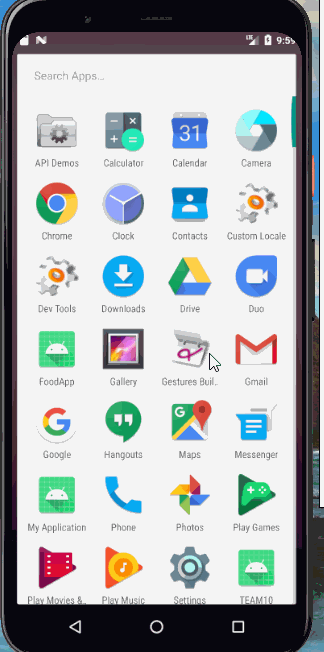 LTE 9:59
Search Apps...
API Demos Calculator Calendar Camera
31
Chrome Clock Contacts Custom Locale
Dev Tools Downloads Drive Duo
FoodApp Gallery Gestures Buil.. Gmail
Google Hangouts Maps Messenger
My Application Phone Photos Play Games
Play Movies &.. Play Music Settings TEAM10